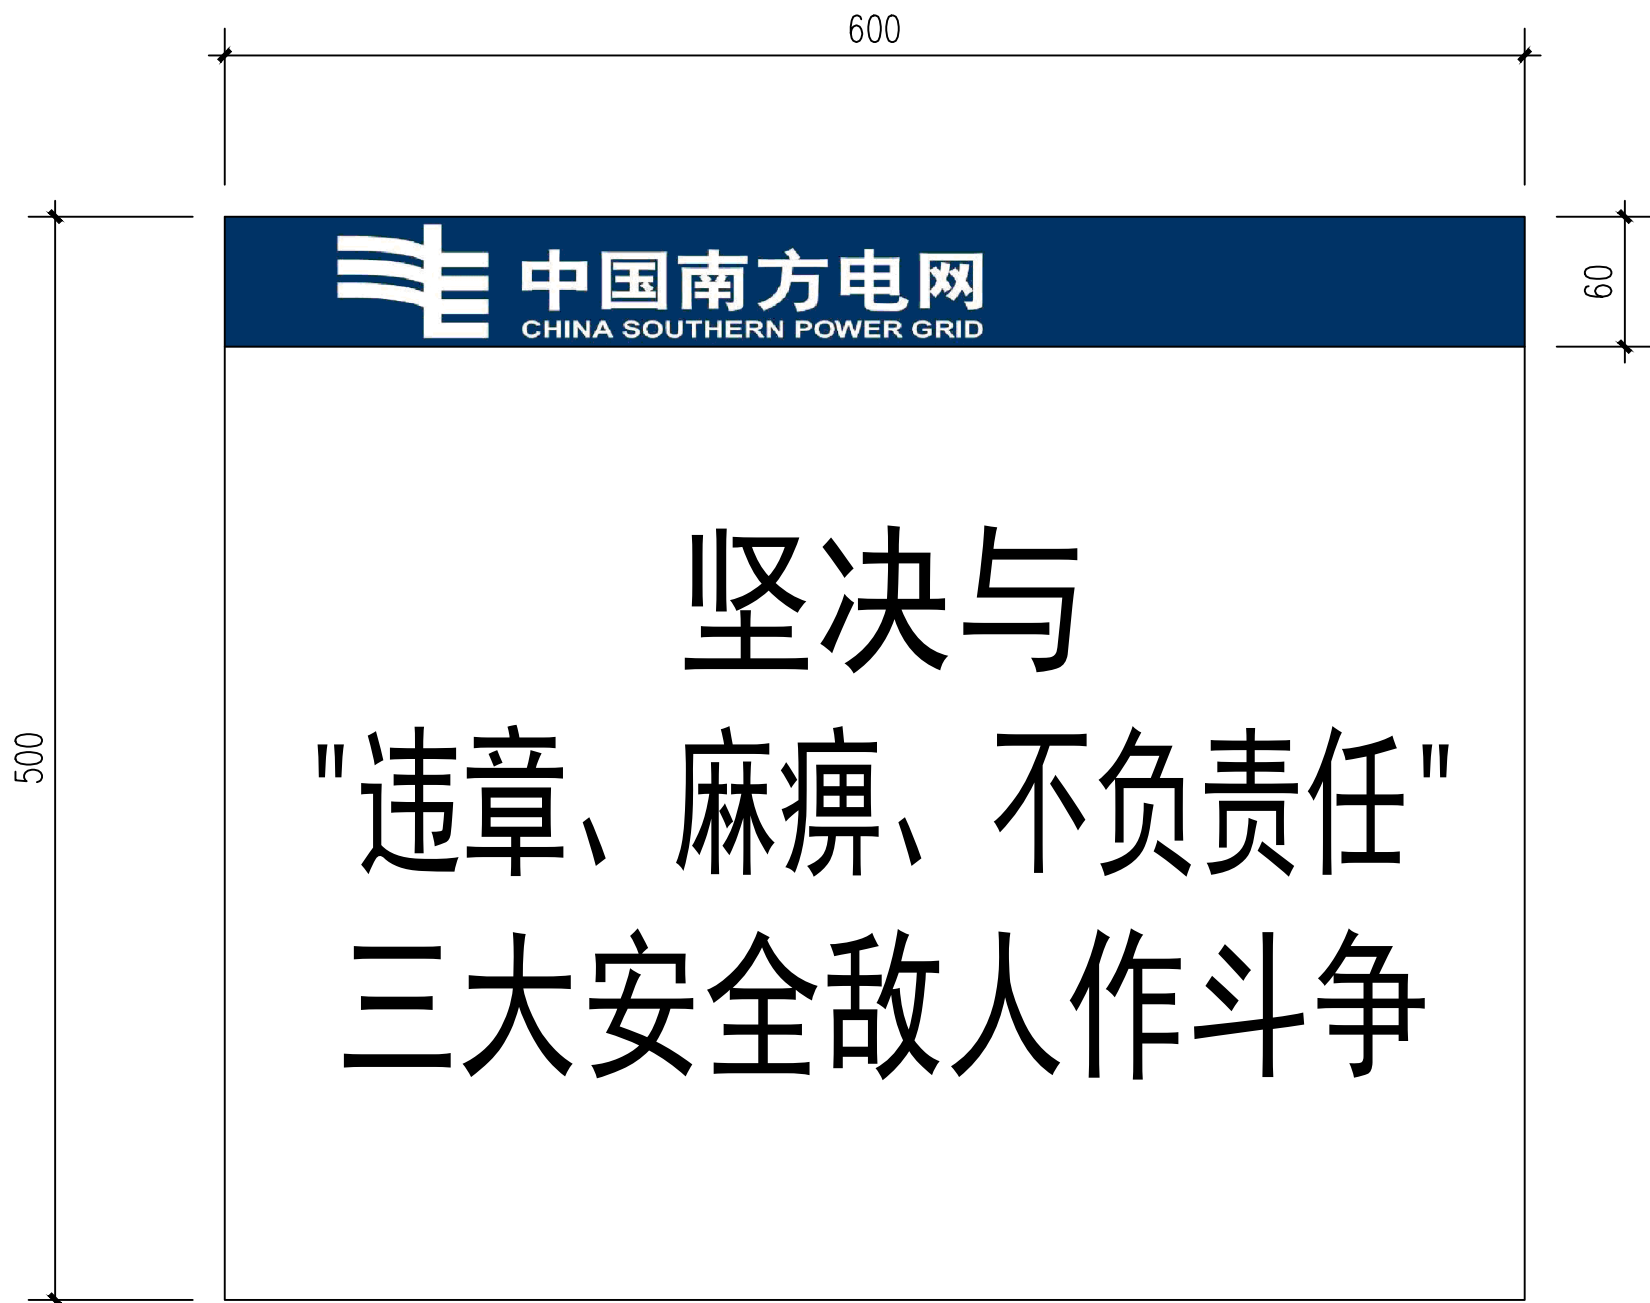 600
中国南方电网
CHINA SOUTHERN POWER GRID
60
坚决与
500
"违章、麻痹、不负责任"
三大安全敌人作斗争